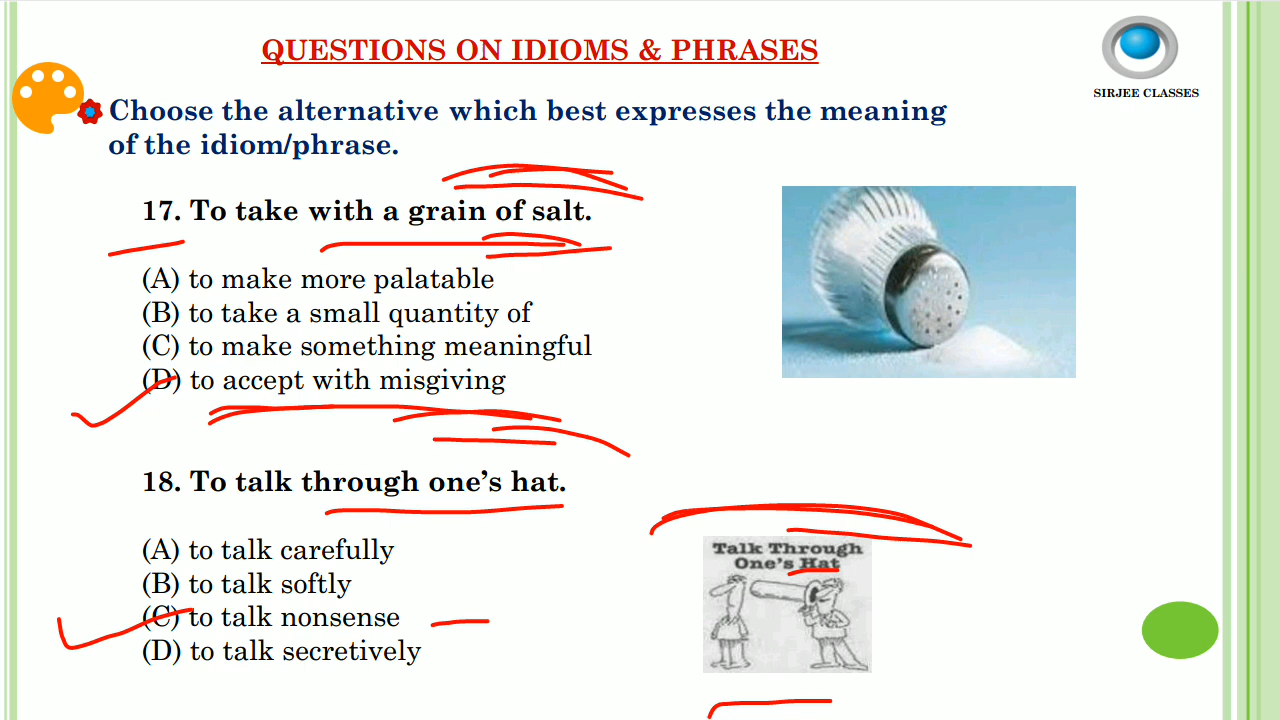 QUESTIONS ON IDIOMS & PHRASES
SIRJEE CLASSES
Choose the alternative which best expresses the meaning
of the idiom/phrase.
17. To take with a grain of salt.
(A) to make more palatable
(B) to take a small quantity of
(C) to make something meaningful
(D) to accept with misgiving
18. To talk through one's hat.
(A) to talk carefully
(B) to talk softly
(C) to talk nonsense
(D) to talk secretively
Talk Through
One's Hat